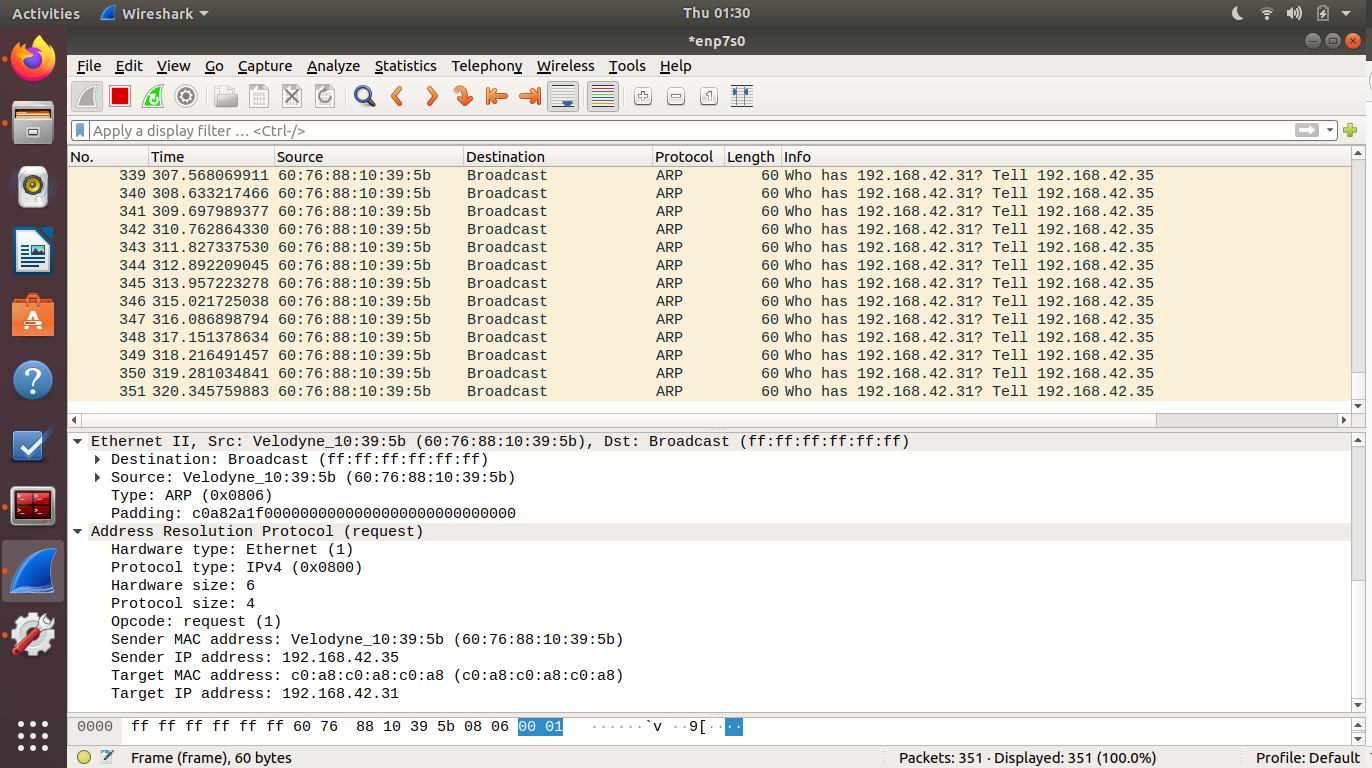 Activities Wireshark Thu 01:30
*enp7s0
File Edit View Go Capture Analyze Statistics Telephony Wireless Tools Help
Apply a display filter … <Ctrl-/>
No. Time Source Destination Protocol Length Info
339 307.568069911 60:76:88:10:39:5b Broadcast ARP 60 Who has 192.168.42.31? Tell 192.168.42.35
340 308.633217466 60:76:88:10:39:5b Broadcast ARP 60 Who has 192.168.42.31? Tell 192.168.42.35
341 309.697989377 60:76:88:10:39:5b Broadcast ARP 60 Who has 192.168.42.31? Tell 192.168.42.35
342 310.762864330 60:76:88:10:39:5b Broadcast ARP 60 Who has 192.168.42.31? Tell 192.168.42.35
343 311.827337530 60:76:88:10:39:5b Broadcast ARP 60 Who has 192.168.42.31? Tell 192.168.42.35
344 312.892209045 60:76:88:10:39:5b Broadcast ARP 60 Who has 192.168.42.31? Tell 192.168.42.35
345 313.957223278 60:76:88:10:39:5b Broadcast ARP 60 Who has 192.168.42.31? Tell 192.168.42.35
346 315.021725038 60:76:88:10:39:5b Broadcast ARP 60 Who has 192.168.42.31? Tell 192.168.42.35
347 316.086898794 60:76:88:10:39:5b Broadcast ARP 60 Who has 192.168.42.31? Tell 192.168.42.35
348 317.151378634 60:76:88:10:39:5b Broadcast ARP 60 Who has 192.168.42.31? Tell 192.168.42.35
349 318.216491457 60:76:88:10:39:5b Broadcast ARP 60 Who has 192.168.42.31? Tell 192.168.42.35
350 319.281034841 60:76:88:10:39:5b Broadcast ARP 60 Who has 192.168.42.31? Tell 192.168.42.35
351 320.345759883 60:76:88:10:39:5b Broadcast ARP 60 Who has 192.168.42.31? Tell 192.168.42.35
Ethernet II, Src: Velodyne_10:39:5b (60:76:88:10:39:5b), Dst: Broadcast (ff:ff:ff:ff:ff:ff)
Destination: Broadcast (ff:ff:ff:ff:ff:ff)
Source: Velodyne_10:39:5b (60:76:88:10:39:5b)
Type: ARP (0x0806)
Padding: c0a82a1f0000000000000000000000000000
Address Resolution Protocol (request)
Hardware type: Ethernet (1)
Protocol type: IPv4 (0x0800)
Hardware size: 6
Protocol size: 4
Opcode: request (1)
Sender MAC address: Velodyne_10:39:5b (60:76:88:10:39:5b)
Sender IP address: 192.168.42.35
Target MAC address: c0:a8:c0:a8:c0:a8 (c0:a8:c0:a8:c0:a8)
Target IP address: 192.168.42.31
0000 ff ff ff ff ff ff 60 76 88 10 39 5b 08 06 00 01 ······`v ··9[····
Frame (frame), 60 bytes Packets: 351 · Displayed: 351 (100.0%) Profile: Default